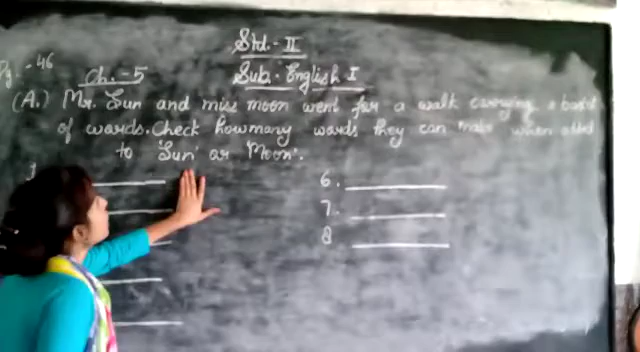 Std.- II
Pg. - 46
Ch. - 5
Sub. - English I
(A.) Mr. Sun and miss moon went for a walk carrying a basket
of words. Check how many words they can make when added
to 'Sun' or 'Moon'.
1
6.
7.
8